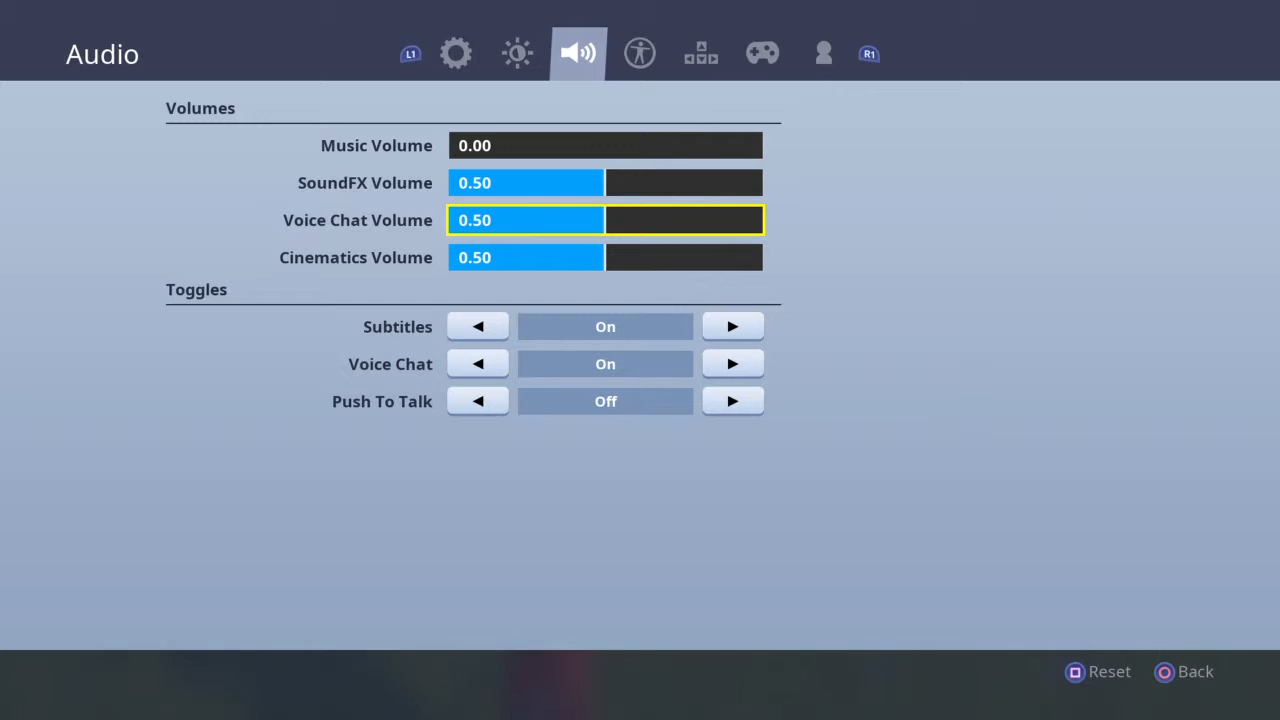 Audio
L1
R1
Volumes
Music Volume 0.00
SoundFX Volume 0.50
Voice Chat Volume 0.50
Cinematics Volume 0.50
Toggles
Subtitles On
Voice Chat On
Push To Talk Off
Reset Back